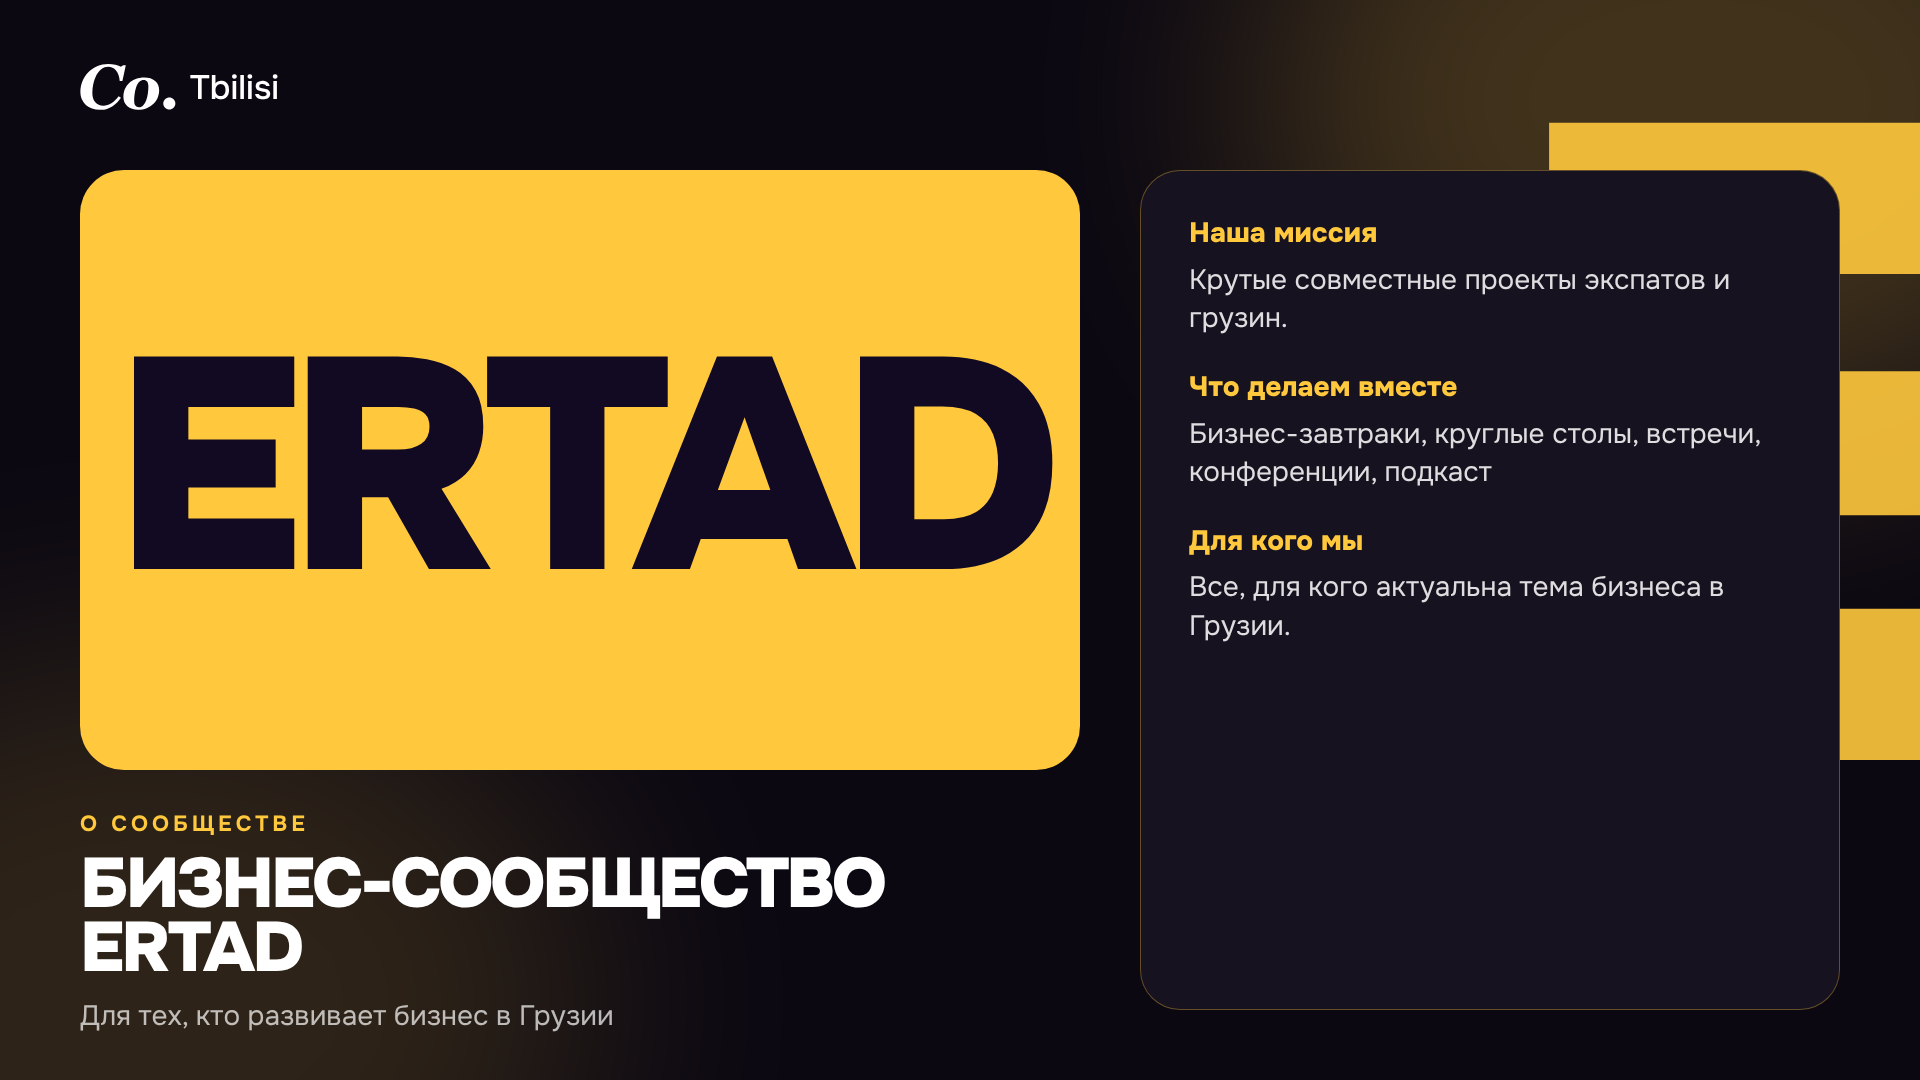 Co. Tbilisi
ERTAD
О СООБЩЕСТВЕ
БИЗНЕС-СООБЩЕСТВО
ERTAD
Для тех, кто развивает бизнес в Грузии
Наша миссия
Крутые совместные проекты экспатов и
грузин.
Что делаем вместе
Бизнес-завтраки, круглые столы, встречи,
конференции, подкаст
Для кого мы
Все, для кого актуальна тема бизнеса в
Грузии.